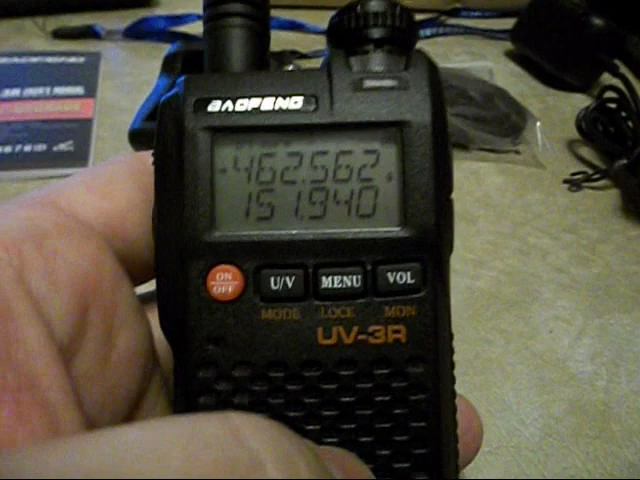 BAOFENG
462.562
151.940
ON
OFF
U/V
MENU
VOL
MODE
LOCK
MON
UV-3R